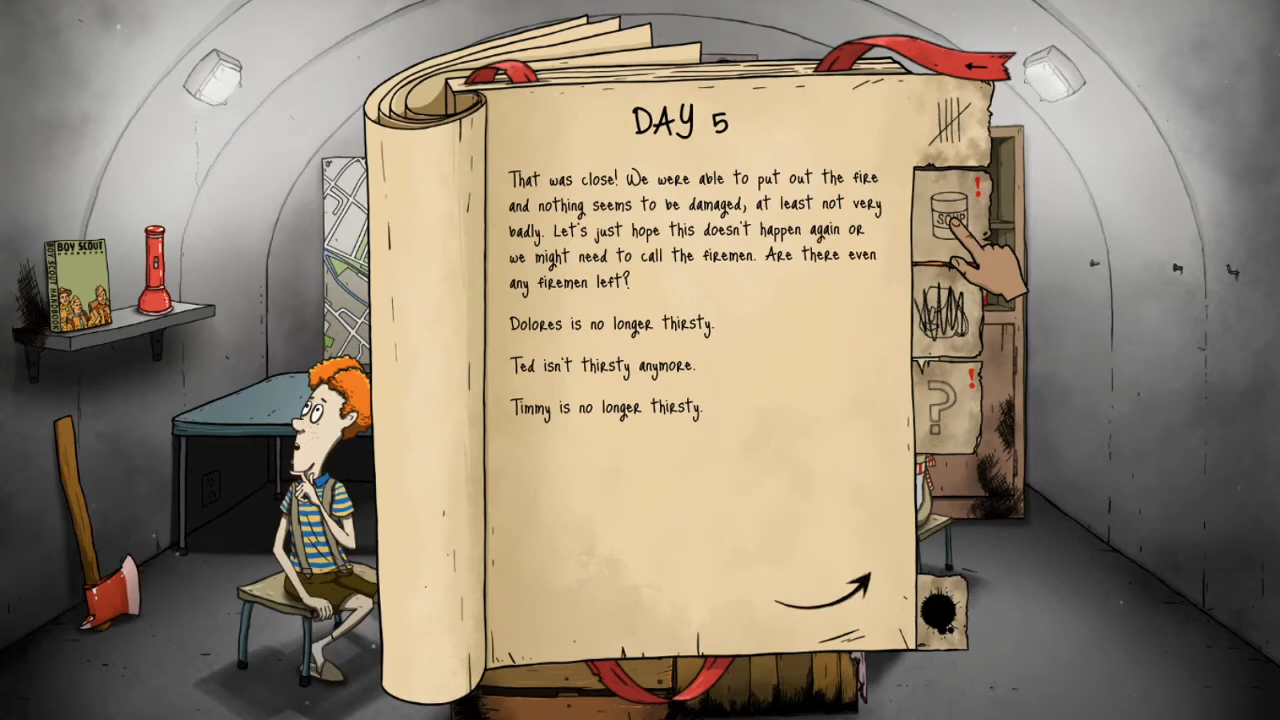 DAY 5
That was close! We were able to put out the fire
and nothing seems to be damaged, at least not very
badly. Let's just hope this doesn't happen again or
we might need to call the firemen. Are there even
any firemen left?
Dolores is no longer thirsty.
Ted isn't thirsty anymore.
Timmy is no longer thirsty.
!
SOUP
!
?
BOY SCOUT
BOY SCOUT HANDBOOK